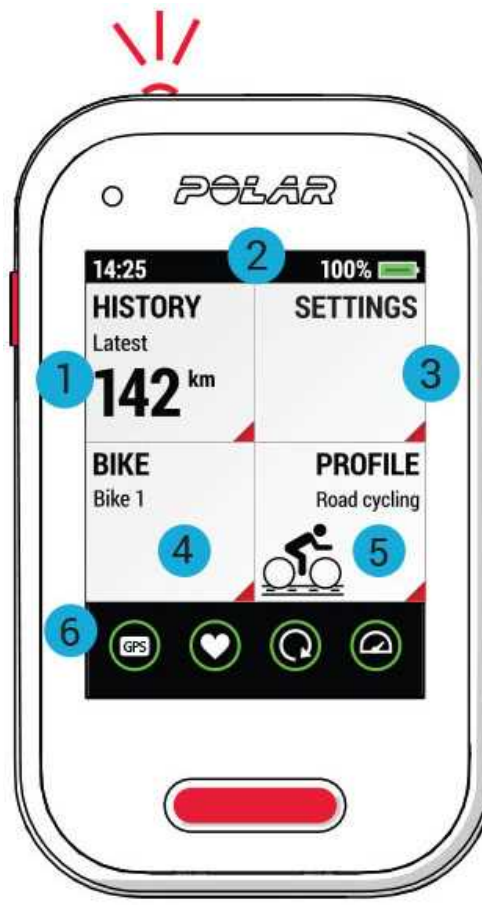 POLAR
2
14:25 100%
HISTORY SETTINGS
Latest
1 142 km 3
BIKE PROFILE
Bike 1 Road cycling
4 5
6 GPS